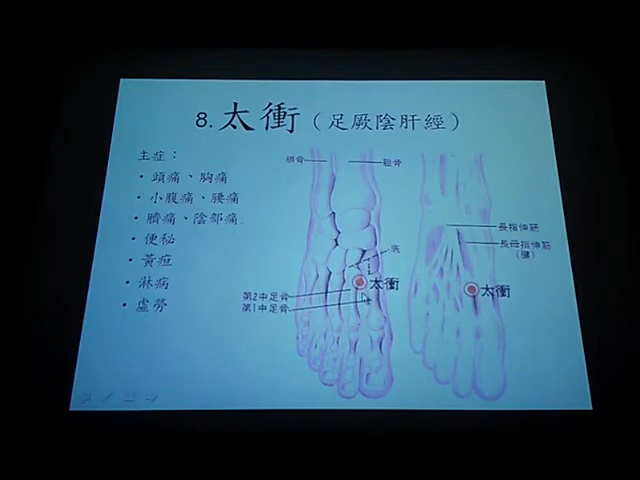 8. 太衝（足厥陰肝經）
主症：
・頭痛、胸痛
・小腹痛、腰痛
・臍痛、陰部痛
・便秘
・黃疸
・淋病
・虛勞
腓骨
脛骨
底
太衝
第2中足骨
第1中足骨
長指伸筋
長母指伸筋
(腱)
太衝